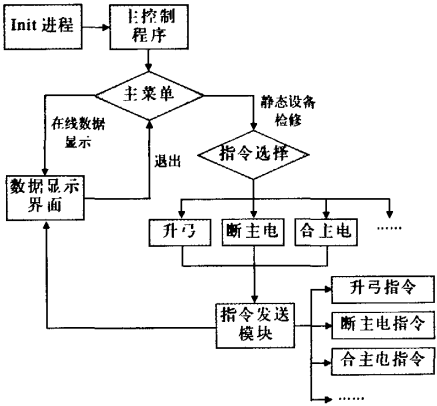 Init 进程
主控制
程序
主菜单
静态设备
检修
在线数据
显示
退出
指令选择
数据显示
界面
升弓
断主电
合主电
......
指令发送
模块
升弓指令
断主电指令
合主电指令
......